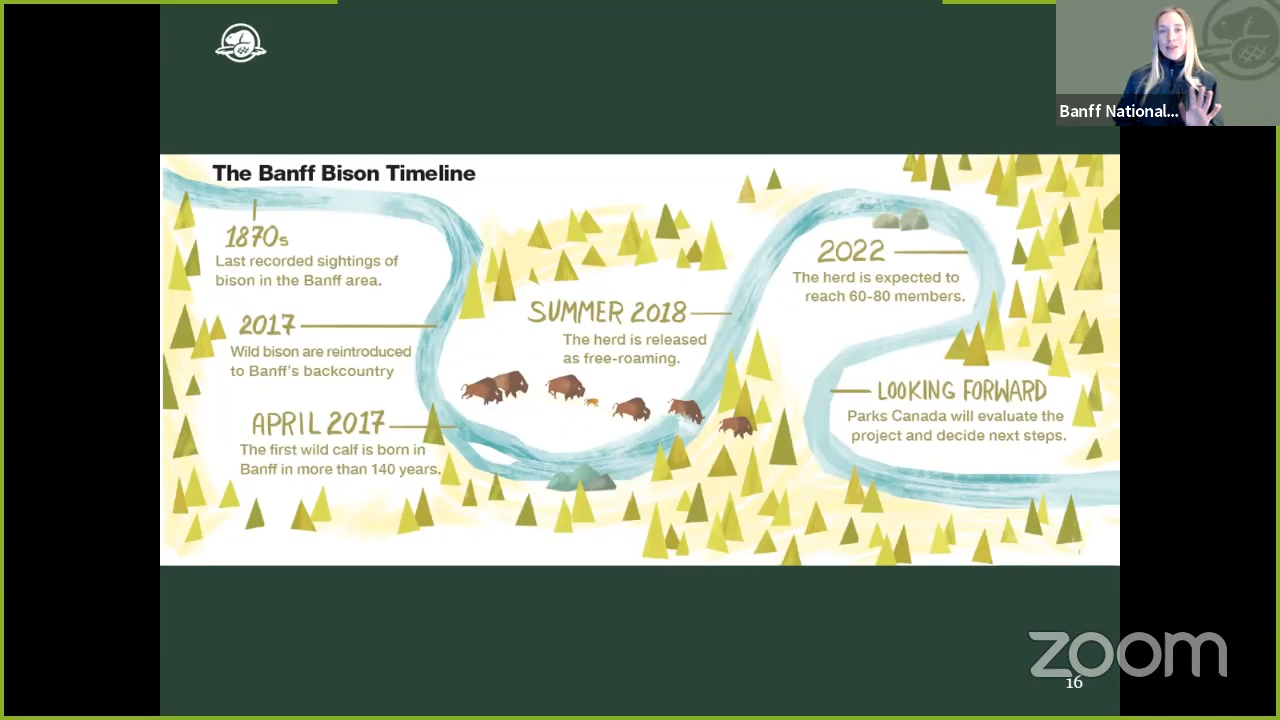 Banff National...
The Banff Bison Timeline
1870s
Last recorded sightings of
bison in the Banff area.
2017
Wild bison are reintroduced
to Banff's backcountry
APRIL 2017
The first wild calf is born in
Banff in more than 140 years.
SUMMER 2018
The herd is released
as free-roaming.
2022
The herd is expected to
reach 60-80 members.
LOOKING FORWARD
Parks Canada will evaluate the
project and decide next steps.
zoom
16